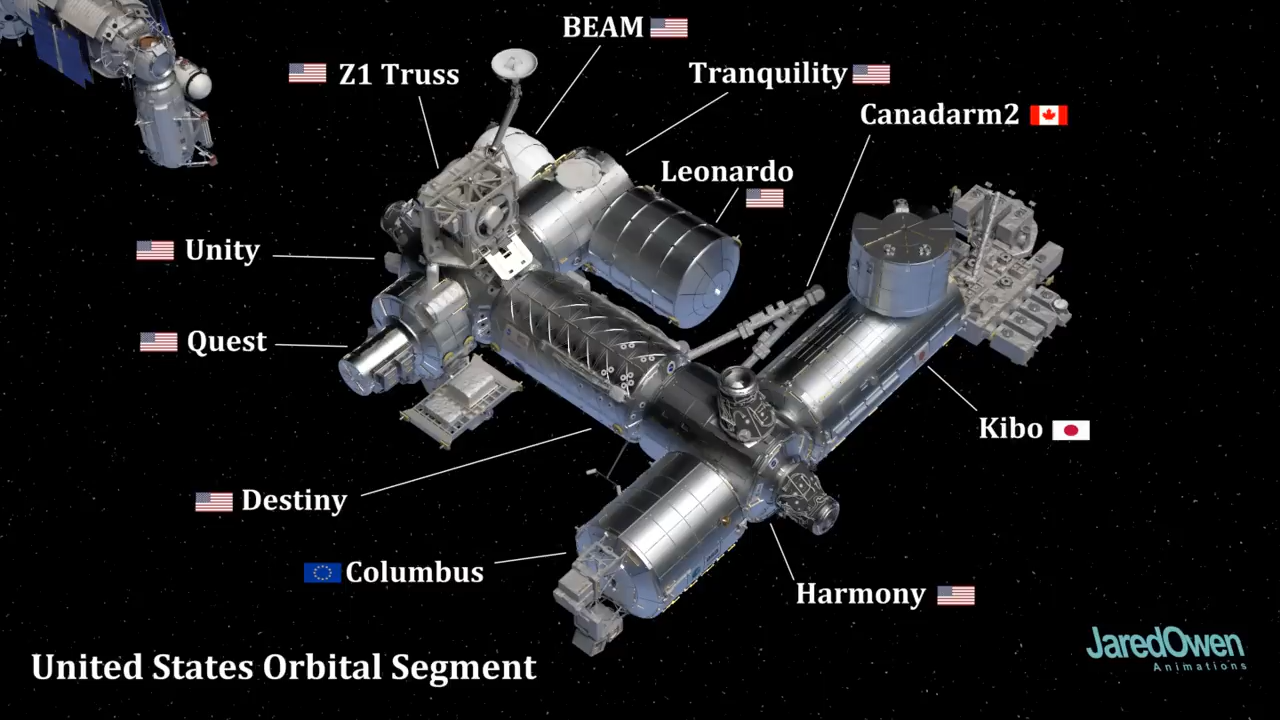 BEAM
Z1 Truss
Tranquility
Canadarm2
Leonardo
Unity
Quest
Kibo
Destiny
Columbus
Harmony
United States Orbital Segment
JaredOwen
Animations